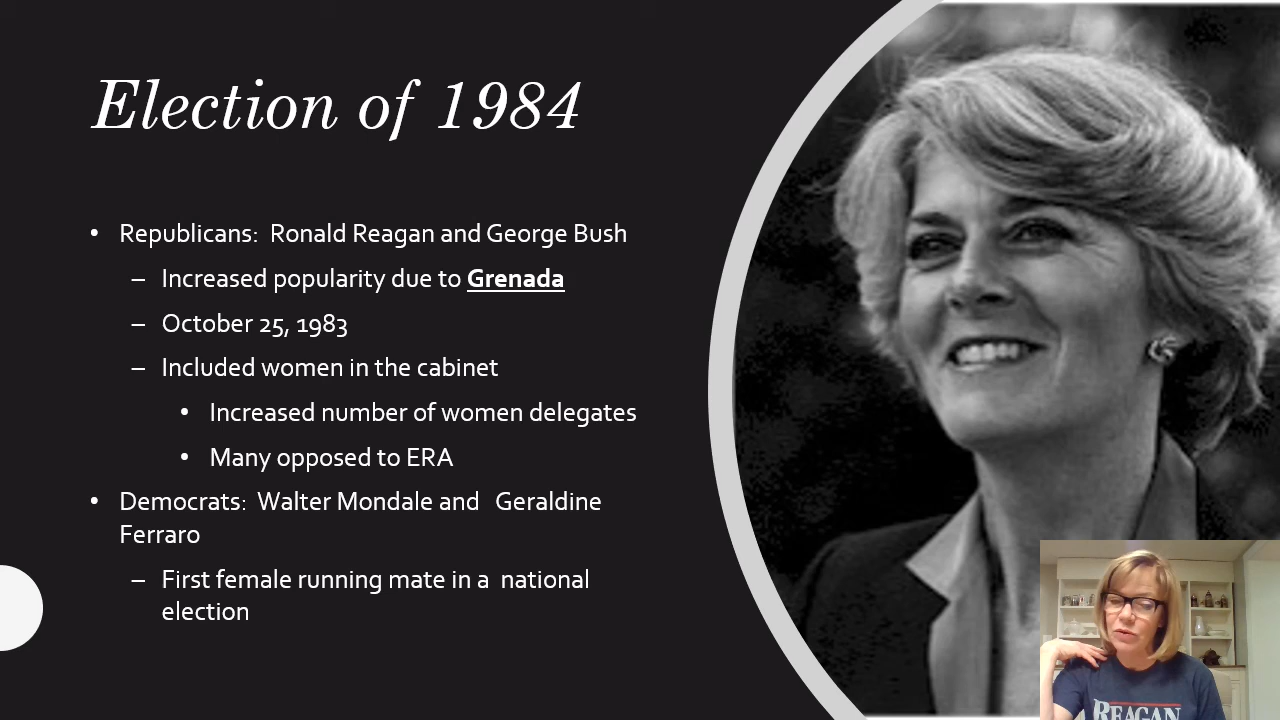 Election of 1984
• Republicans:  Ronald Reagan and George Bush
– Increased popularity due to Grenada
– October 25, 1983
– Included women in the cabinet
• Increased number of women delegates
• Many opposed to ERA
• Democrats:  Walter Mondale and   Geraldine
Ferraro
– First female running mate in a  national
election
REAGAN